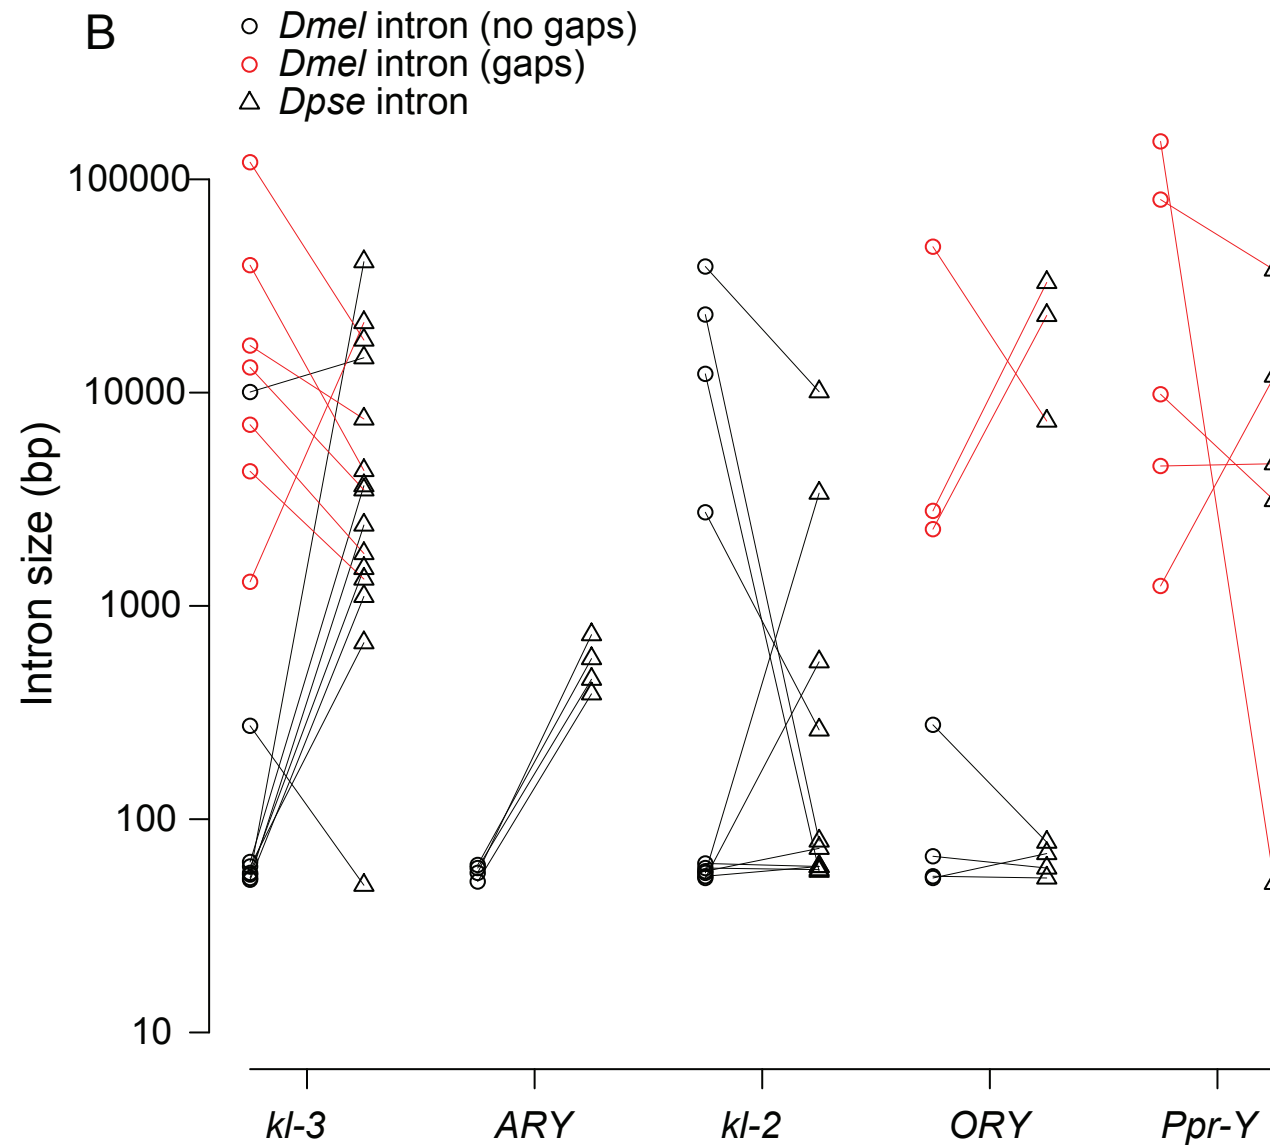 B
Dmel intron (no gaps)
Dmel intron (gaps)
Dpse intron
Intron size (bp)
100000
10000
1000
100
10
kl-3 ARY kl-2 ORY Ppr-Y